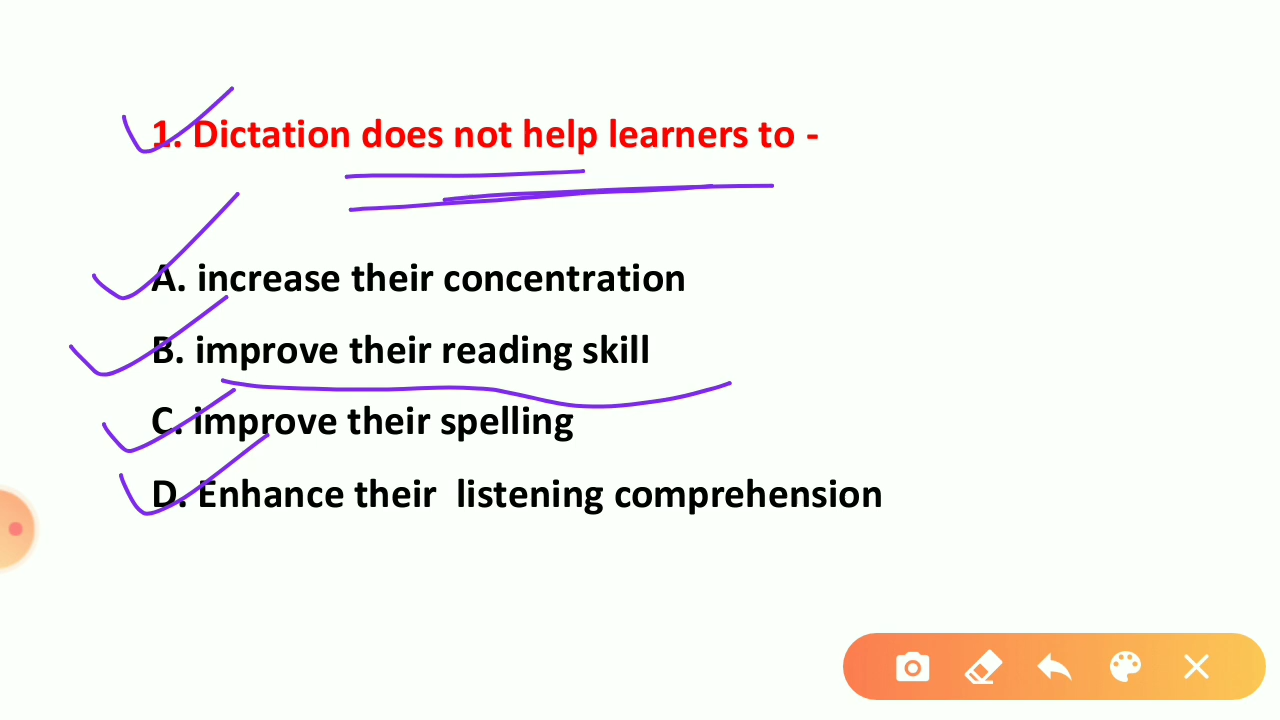 1. Dictation does not help learners to -
A. increase their concentration
B. improve their reading skill
C. improve their spelling
D. Enhance their listening comprehension